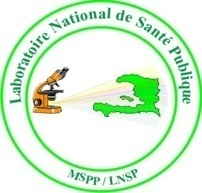 Laboratoire National de Santé Publique
MSPP / LNSP